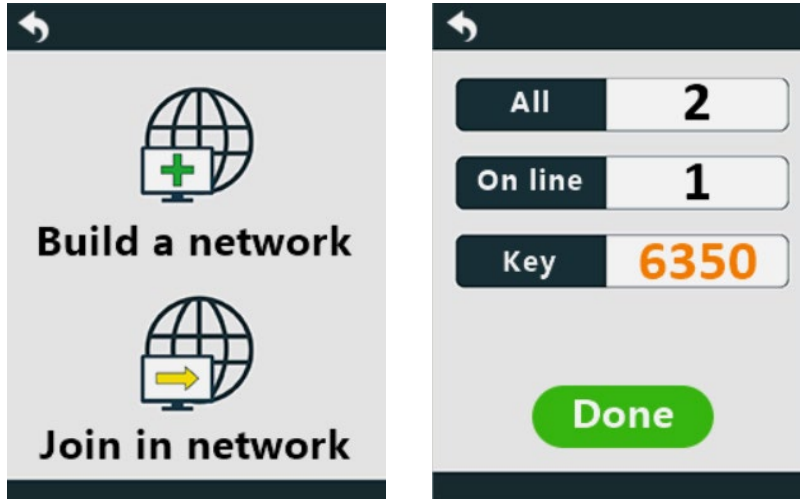 Build a network
Join in network
All 2
On line 1
Key 6350
Done